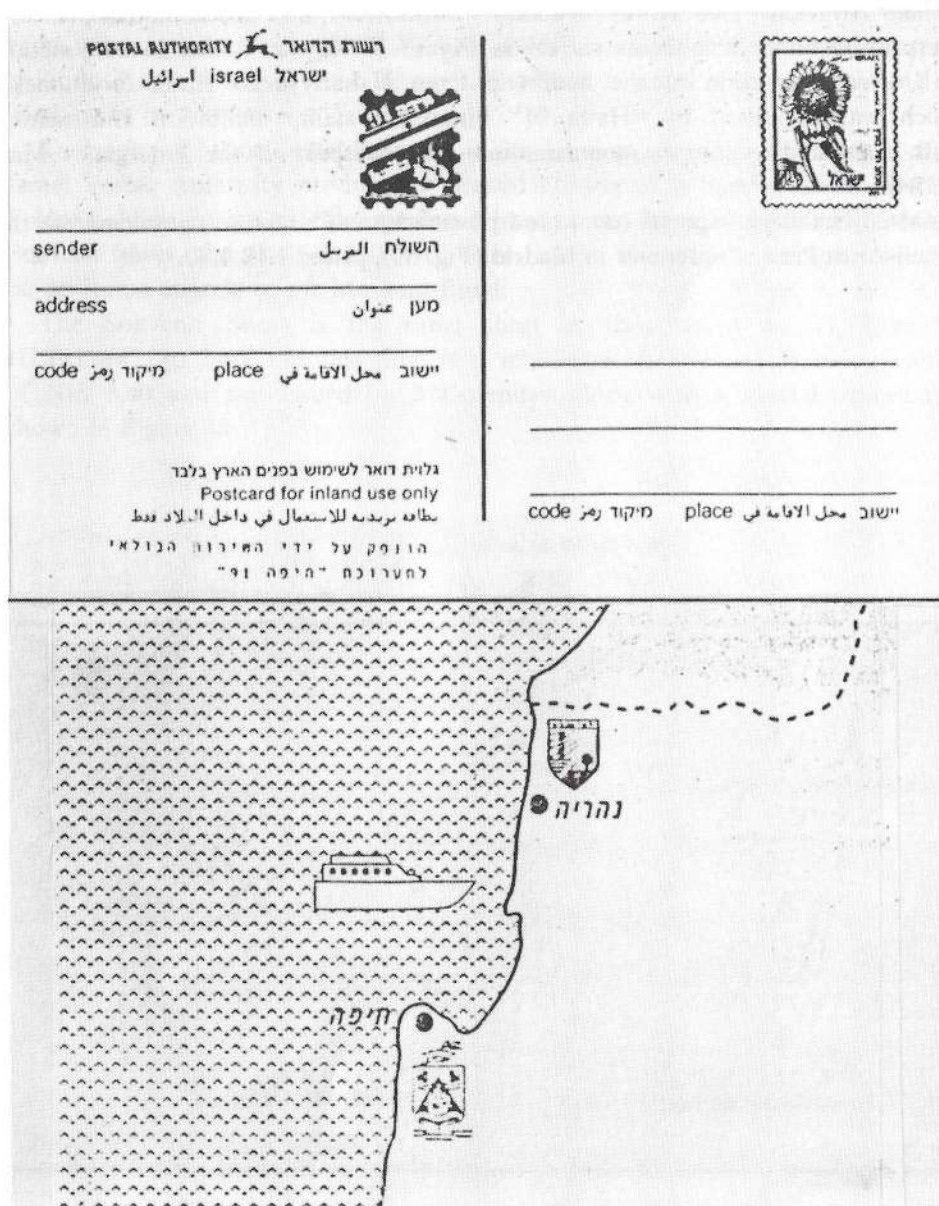 POSTAL AUTHORITY רשות הדואר
ישראל israel اسرائيل
sender השולח المرسل
address מען عنوان
code מיקוד رمز place יישוב محل الاقامة في
גלוית דואר לשימוש בפנים הארץ בלבד
Postcard for inland use only
بطاقة بريدية للاستعمال في داخل البلاد فقط
הונפק על ידי השירות הבולאי
לתערוכת "חיפה 91"
ישראל
code מיקוד رمز place יישוב محل الاقامة في
נהריה
חיפה